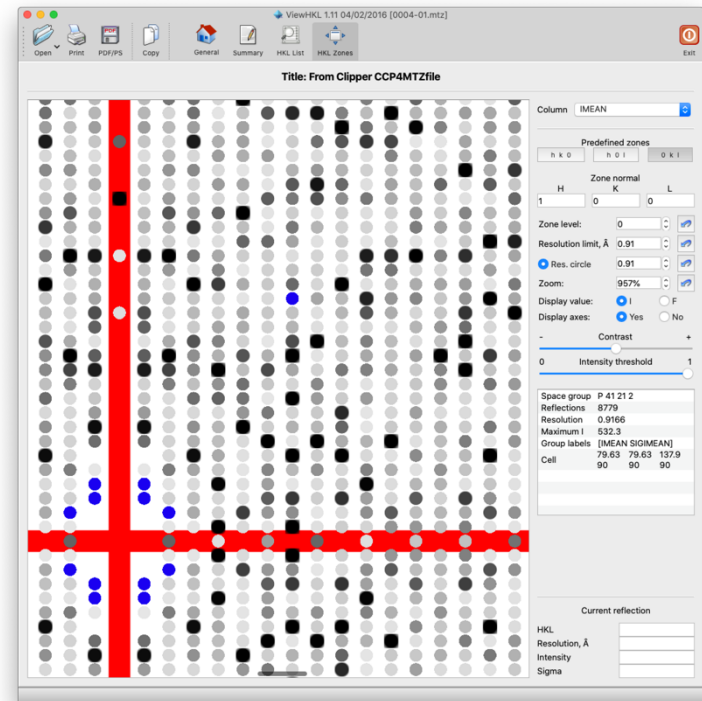 ViewHKL 1.11 04/02/2016 [0004-01.mtz]
Open Print PDF/PS Copy General Summary HKL List HKL Zones Exit
Title: From Clipper CCP4MTZfile
Column IMEAN
Predefined zones
h k 0 h 0 l 0 k l
Zone normal
H K L
1 0 0
Zone level: 0
Resolution limit, Å 0.91
Res. circle 0.91
Zoom: 957%
Display value: I F
Display axes: Yes No
- Contrast +
0 Intensity threshold 1
Space group P 41 21 2
Reflections 8779
Resolution 0.9166
Maximum I 532.3
Group labels [IMEAN SIGIMEAN]
Cell 79.63 79.63 137.9
90 90 90
Current reflection
HKL
Resolution, Å
Intensity
Sigma